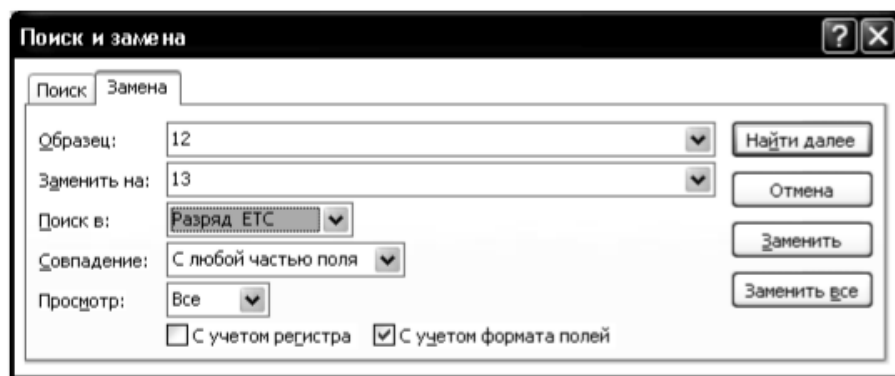 Поиск и замена
Поиск Замена
Образец: 12 Найти далее
Заменить на: 13 Отмена
Поиск в: Разряд ЕТС
Заменить
Совпадение: С любой частью поля
Просмотр: Все Заменить все
С учетом регистра С учетом формата полей